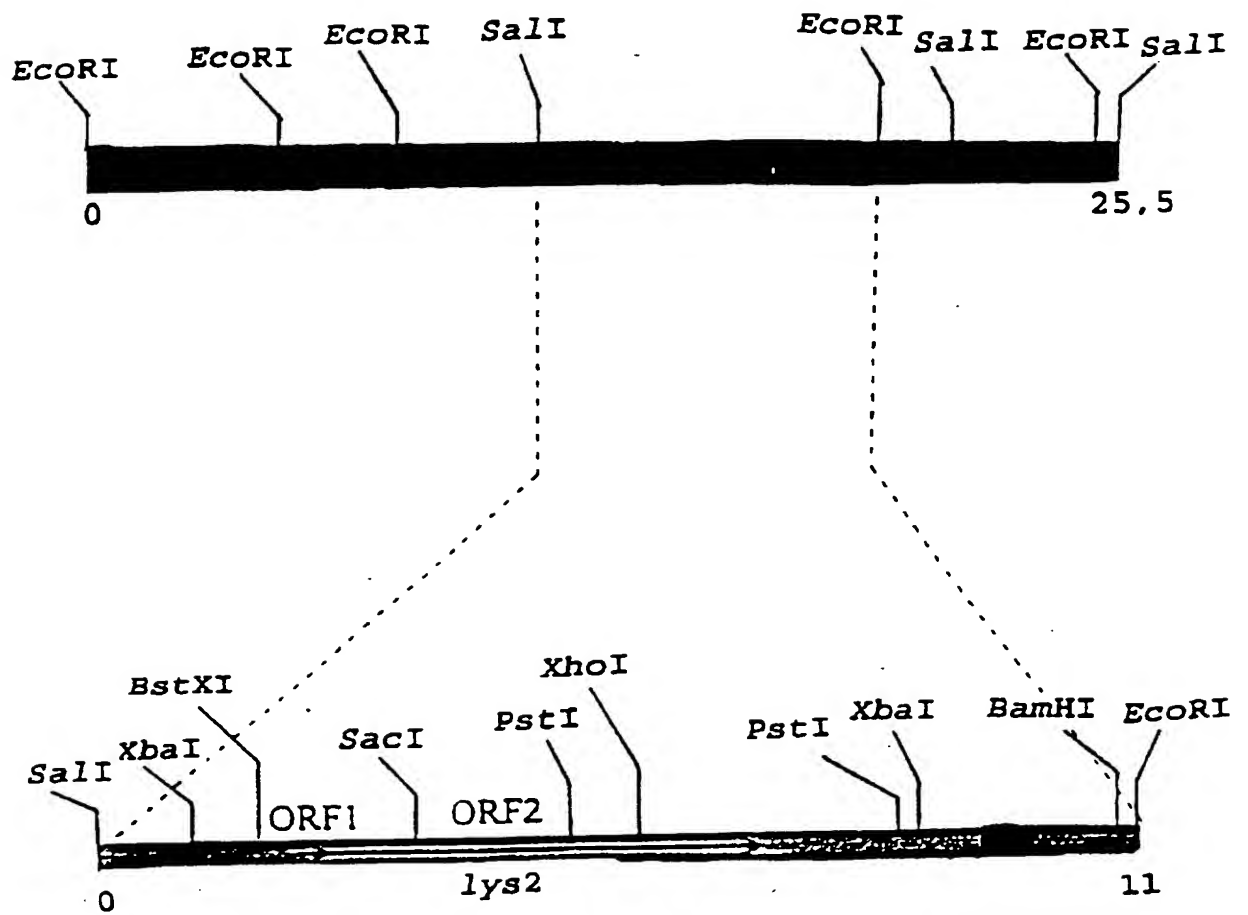 EcoRI EcoRI EcoRI SalI EcoRI SalI EcoRI SalI
0 25,5
SalI XbaI BstXI SacI PstI XhoI PstI XbaI BamHI EcoRI
ORF1 ORF2
0 lys2 11